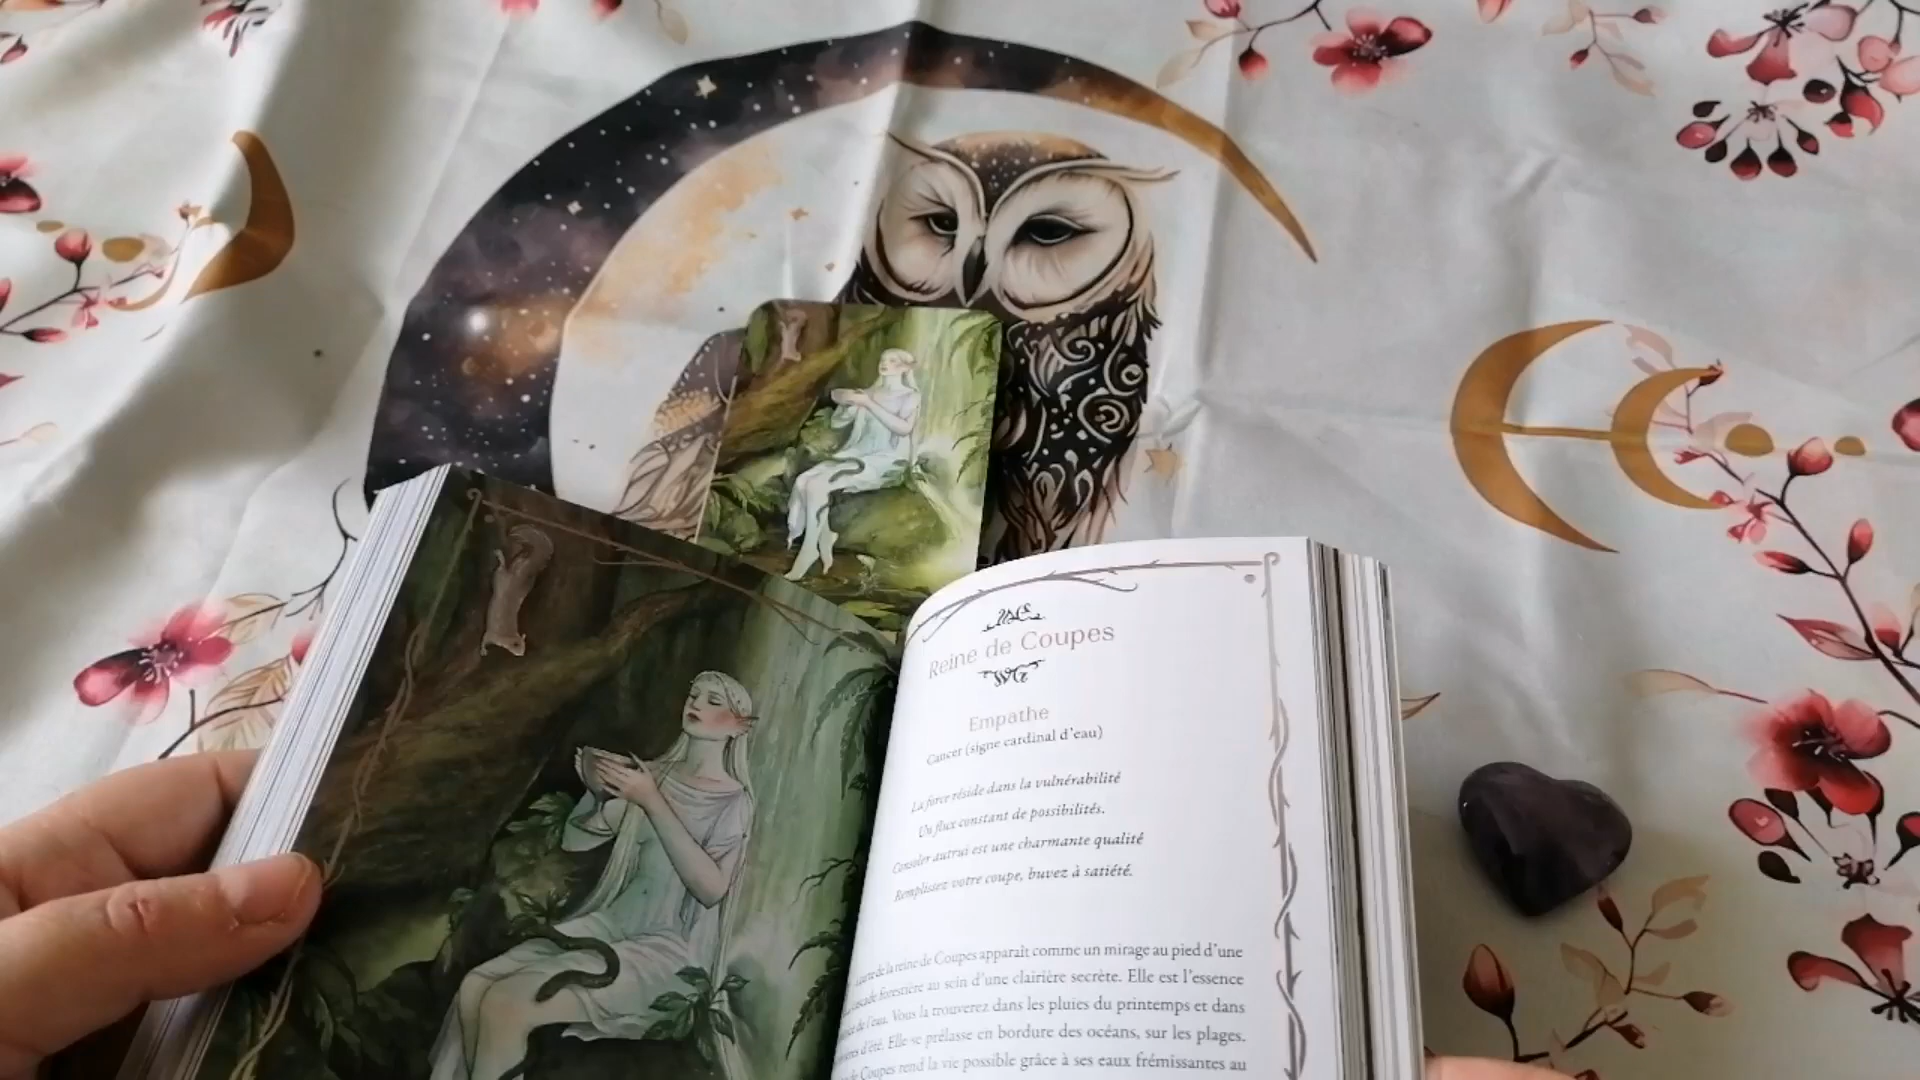 Reine de Coupes
Empathe
Cancer (signe cardinal d'eau)
La force réside dans la vulnérabilité
Un flux constant de possibilités.
Consoler autrui est une charmante qualité
Remplissez votre coupe, buvez à satiété.
de la reine de Coupes apparaît comme un mirage au pied d'une
forestière au sein d'une clairière secrète. Elle est l'essence
de l'eau. Vous la trouverez dans les pluies du printemps et dans
d'été. Elle se prélasse en bordure des océans, sur les plages.
de Coupes rend la vie possible grâce à ses eaux frémissantes au